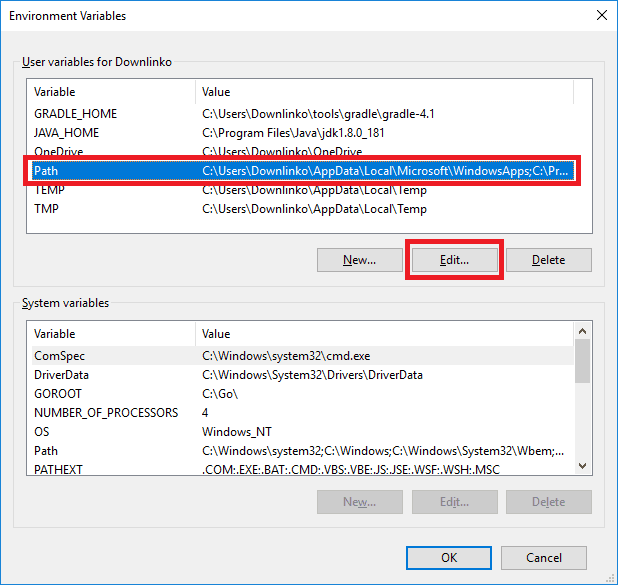 Environment Variables
User variables for Downlinko
Variable Value
GRADLE_HOME C:\Users\Downlinko\tools\gradle\gradle-4.1
JAVA_HOME C:\Program Files\Java\jdk1.8.0_181
OneDrive C:\Users\Downlinko\OneDrive
Path C:\Users\Downlinko\AppData\Local\Microsoft\WindowsApps;C:\Pr...
TEMP C:\Users\Downlinko\AppData\Local\Temp
TMP C:\Users\Downlinko\AppData\Local\Temp
New... Edit... Delete
System variables
Variable Value
ComSpec C:\Windows\system32\cmd.exe
DriverData C:\Windows\System32\Drivers\DriverData
GOROOT C:\Go\
NUMBER_OF_PROCESSORS 4
OS Windows_NT
Path C:\Windows\system32;C:\Windows;C:\Windows\System32\Wbem;...
PATHEXT .COM;.EXE;.BAT;.CMD;.VBS;.VBE;.JS;.JSE;.WSF;.WSH;.MSC
New... Edit... Delete
OK Cancel